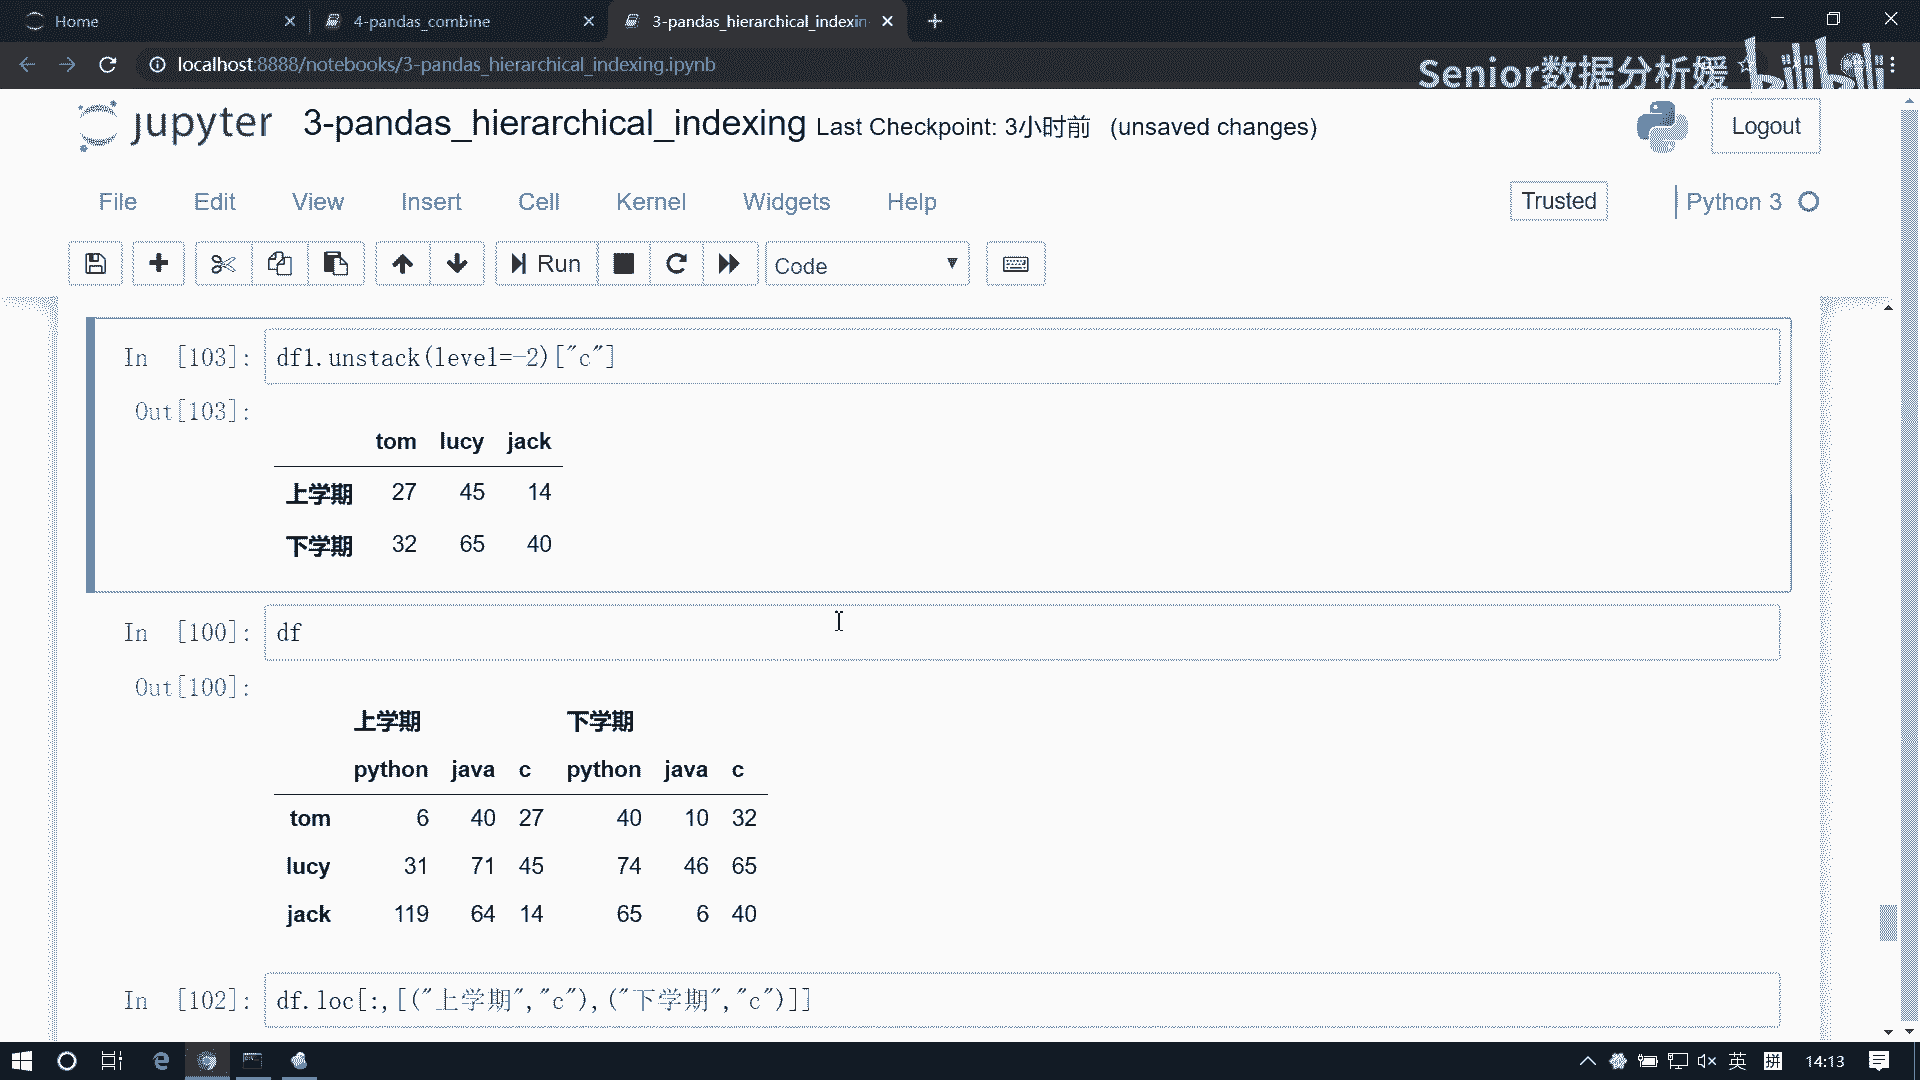 Home
4-pandas_combine
3-pandas_hierarchical_indexin
localhost:8888/notebooks/3-pandas_hierarchical_indexing.ipynb
Senior数据分析媛 bilibili
jupyter 3-pandas_hierarchical_indexing Last Checkpoint: 3小时前 (unsaved changes)
Logout
File Edit View Insert Cell Kernel Widgets Help
Trusted
Python 3
Run
Code
In [103]: df1.unstack(level=-2)["c"]
Out[103]:
tom lucy jack
上学期 27 45 14
下学期 32 65 40
In [100]: df
Out[100]:
上学期 下学期
python java c python java c
tom 6 40 27 40 10 32
lucy 31 71 45 74 46 65
jack 119 64 14 65 6 40
In [102]: df.loc[:,[("上学期","c"),("下学期","c")]]
英 拼 14:13